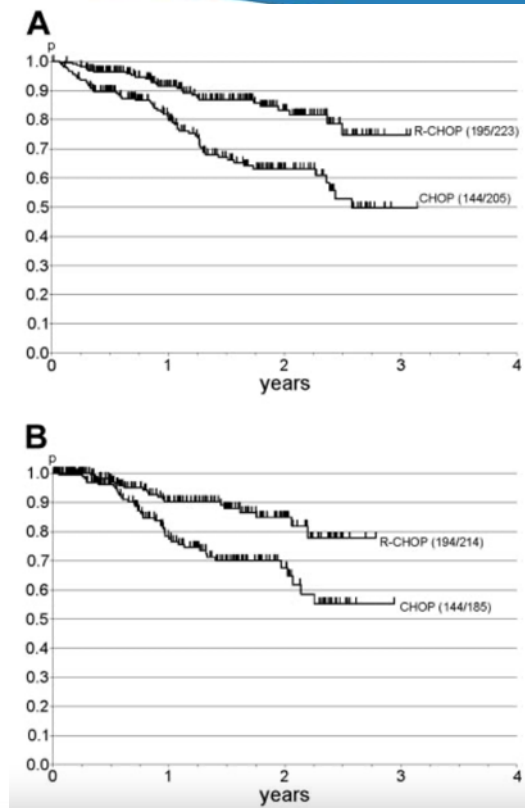 A
p
1.0
0.9
0.8
0.7
0.6
0.5
0.4
0.3
0.2
0.1
0.0
R-CHOP (195/223)
CHOP (144/205)
0 1 2 3 4
years
B
p
1.0
0.9
0.8
0.7
0.6
0.5
0.4
0.3
0.2
0.1
0.0
R-CHOP (194/214)
CHOP (144/185)
0 1 2 3 4
years